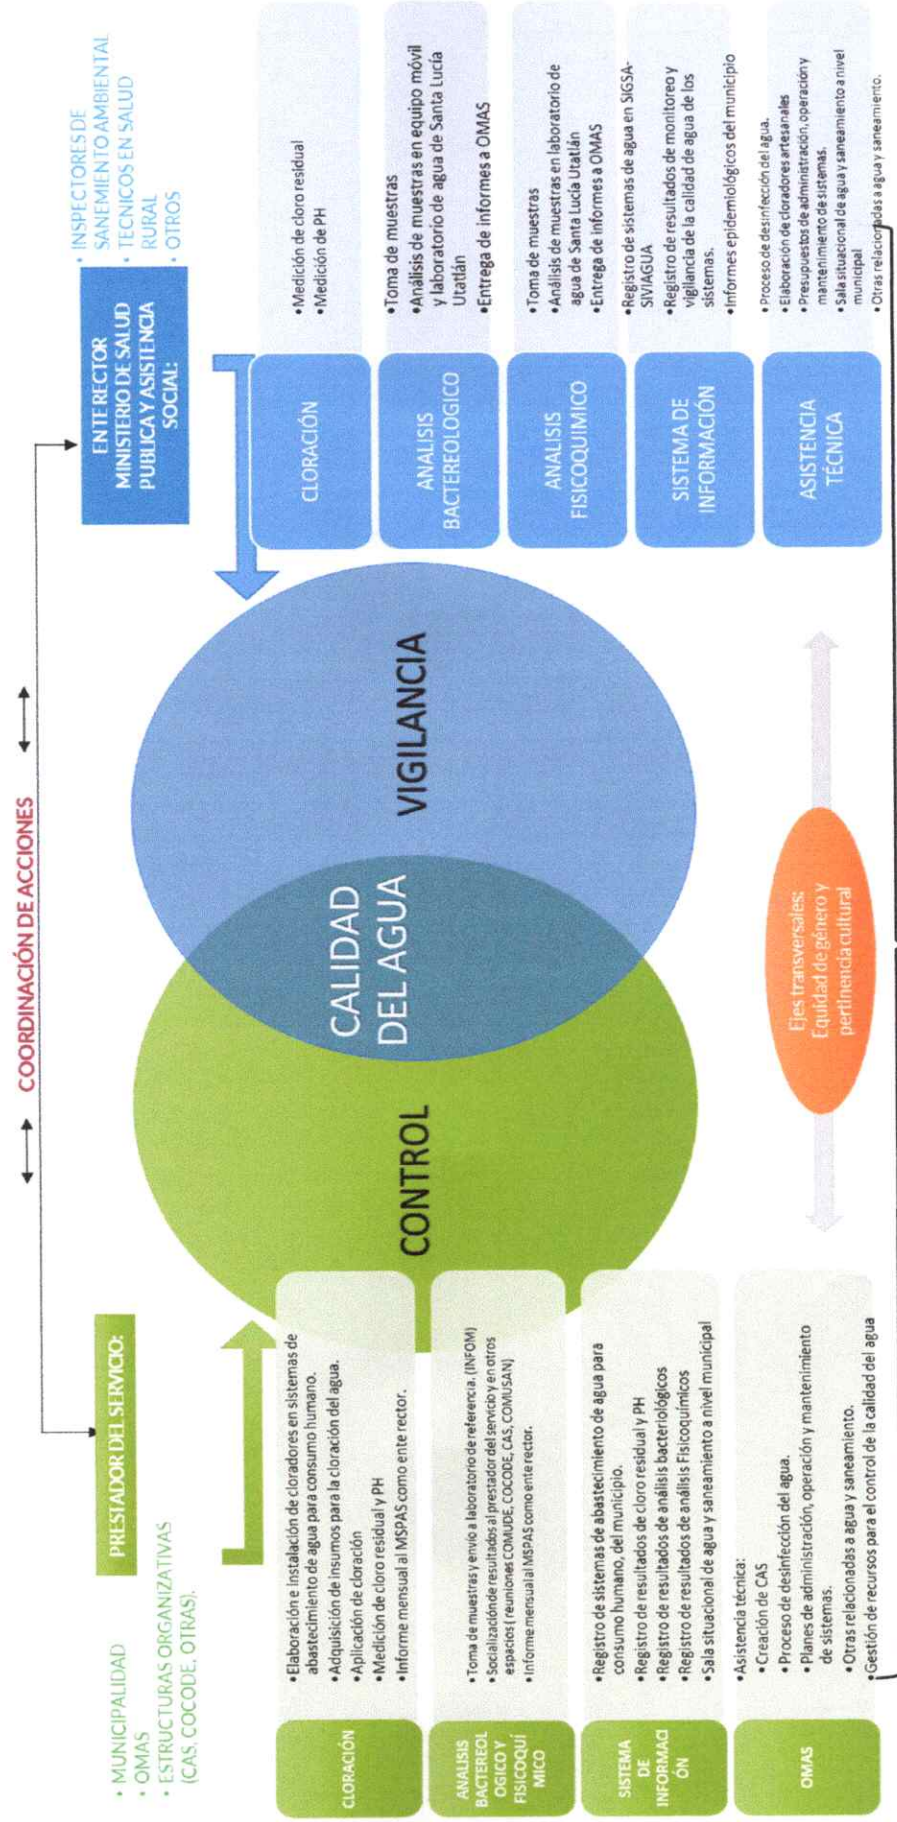 COORDINACIÓN DE ACCIONES
• MUNICIPALIDAD
• OMAS
• ESTRUCTURAS ORGANIZATIVAS
(CAS, COCODE, OTRAS).
PRESTADOR DEL SERVICIO:
ENTE RECTOR
MINISTERIO DE SALUD
PUBLICA Y ASISTENCIA
SOCIAL:
• INSPECTORES DE
SANEMIENTO AMBIENTAL
• TECNICOS EN SALUD
RURAL
• OTROS
CLORACIÓN
• Elaboración e instalación de cloradores en sistemas de
abastecimiento de agua para consumo humano.
• Adquisición de insumos para la cloración del agua.
• Aplicación de cloración
• Medición de cloro residual y PH
• Informe mensual al MSPAS como ente rector.
ANALISIS
BACTEREOL
OGICO Y
FISICOQUÍ
MICO
• Toma de muestras y envío a laboratorio de referencia. (INFOM)
• Socialización de resultados al prestador del servicio y en otros
espacios ( reuniones COMUDE, COCODE, CAS, COMUSAN)
• Informe mensual al MSPAS como ente rector.
SISTEMA
DE
INFORMACI
ÓN
• Registro de sistemas de abastecimiento de agua para
consumo humano, del municipio.
• Registro de resultados de cloro residual y PH
• Registro de resultados de análisis bacteriológicos
• Registro de resultados de análisis Fisicoquímicos
• Sala situacional de agua y saneamiento a nivel municipal
OMAS
• Asistencia técnica:
• Creación de CAS
• Proceso de desinfección del agua.
• Planes de administración, operación y mantenimiento
de sistemas.
• Otras relacionadas a agua y saneamiento.
• Gestión de recursos para el control de la calidad del agua
CONTROL
CALIDAD
DEL AGUA
VIGILANCIA
Ejes transversales:
Equidad de género y
pertinencia cultural
CLORACIÓN
• Medición de cloro residual
• Medición de PH
ANALISIS
BACTEREOLOGICO
• Toma de muestras
• Análisis de muestras en equipo móvil
y laboratorio de agua de Santa Lucía
Utatlán
• Entrega de informes a OMAS
ANALISIS
FISICOQUIMICO
• Toma de muestras
• Análisis de muestras en laboratorio de
agua de Santa Lucía Utatlán
• Entrega de informes a OMAS
SISTEMA DE
INFORMACIÓN
• Registro de sistemas de agua en SIGSA-
SIVIAGUA
• Registro de resultados de monitoreo y
vigilancia de la calidad de agua de los
sistemas.
• Informes epidemiológicos del municipio
ASISTENCIA
TÉCNICA
• Proceso de desinfección del agua.
• Elaboración de cloradores artesanales
• Presupuestos de administración, operación y
mantenimiento de sistemas.
• Sala situacional de agua y saneamiento a nivel
municipal
• Otras relacionadas a agua y saneamiento.